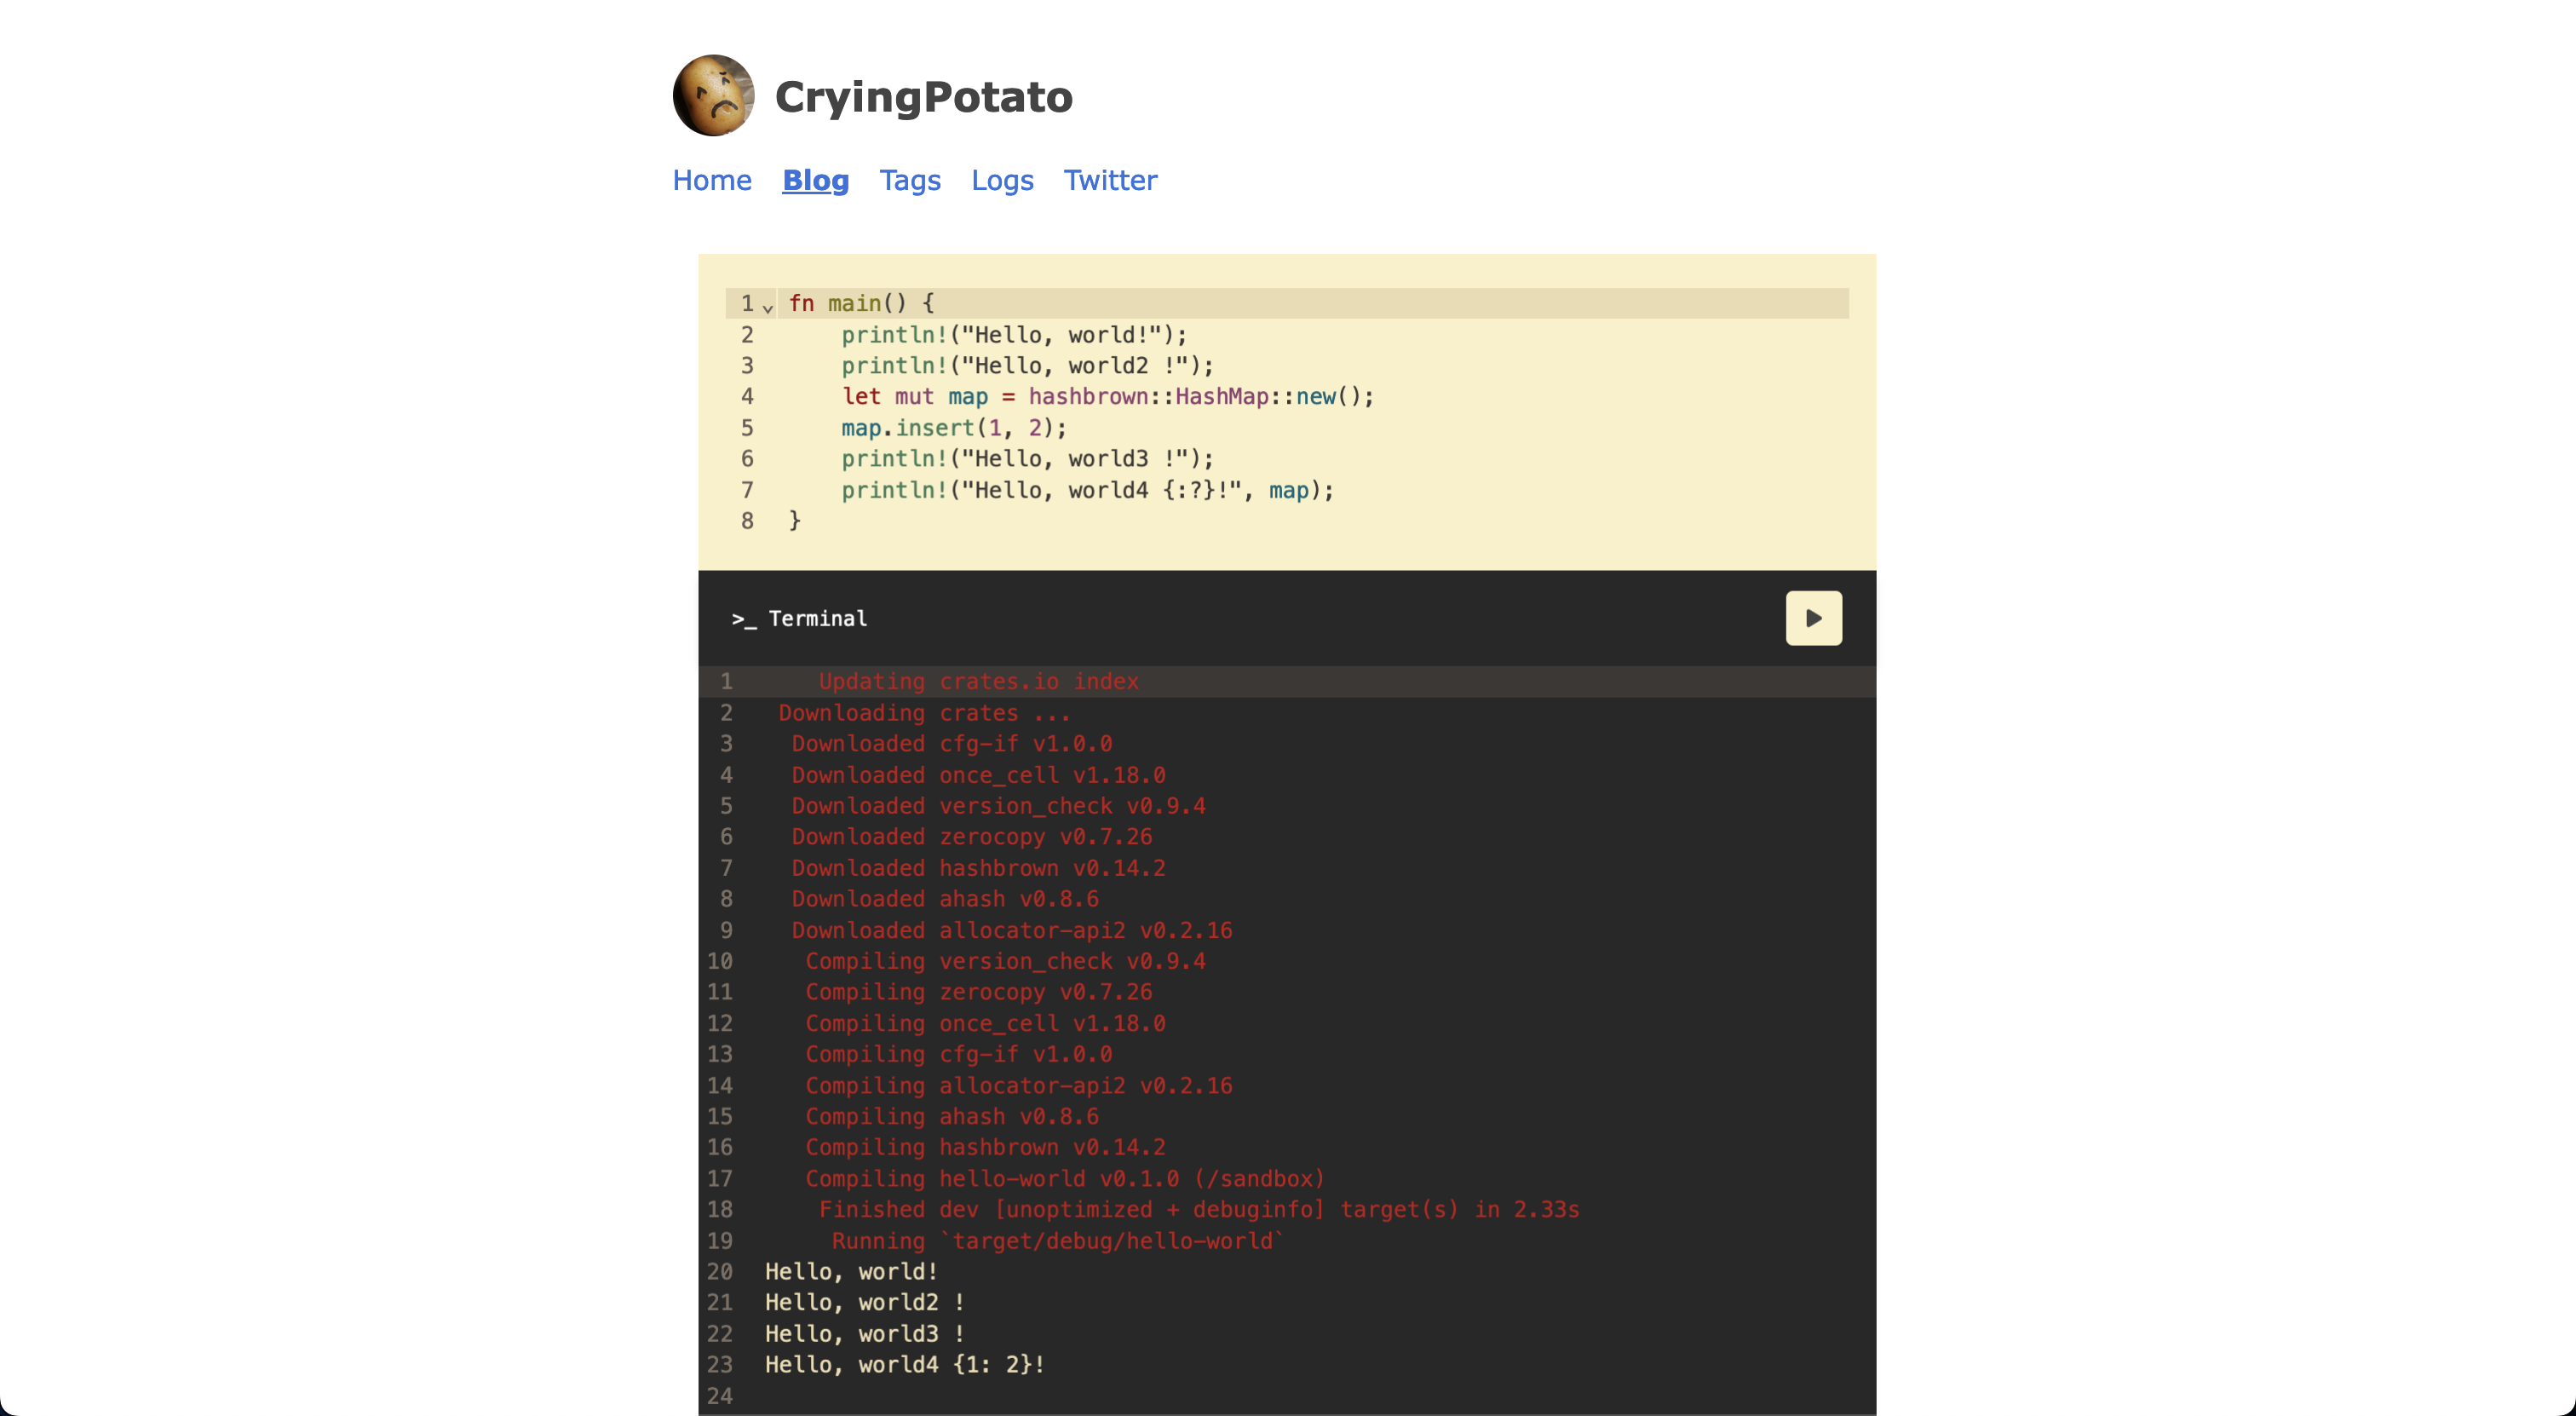 CryingPotato
Home Blog Tags Logs Twitter
1 fn main() {
2     println!("Hello, world!");
3     println!("Hello, world2 !");
4     let mut map = hashbrown::HashMap::new();
5     map.insert(1, 2);
6     println!("Hello, world3 !");
7     println!("Hello, world4 {:?}!", map);
8 }
>_ Terminal
1     Updating crates.io index
2  Downloading crates ...
3   Downloaded cfg-if v1.0.0
4   Downloaded once_cell v1.18.0
5   Downloaded version_check v0.9.4
6   Downloaded zerocopy v0.7.26
7   Downloaded hashbrown v0.14.2
8   Downloaded ahash v0.8.6
9   Downloaded allocator-api2 v0.2.16
10    Compiling version_check v0.9.4
11    Compiling zerocopy v0.7.26
12    Compiling once_cell v1.18.0
13    Compiling cfg-if v1.0.0
14    Compiling allocator-api2 v0.2.16
15    Compiling ahash v0.8.6
16    Compiling hashbrown v0.14.2
17    Compiling hello-world v0.1.0 (/sandbox)
18     Finished dev [unoptimized + debuginfo] target(s) in 2.33s
19      Running `target/debug/hello-world`
20 Hello, world!
21 Hello, world2 !
22 Hello, world3 !
23 Hello, world4 {1: 2}!
24